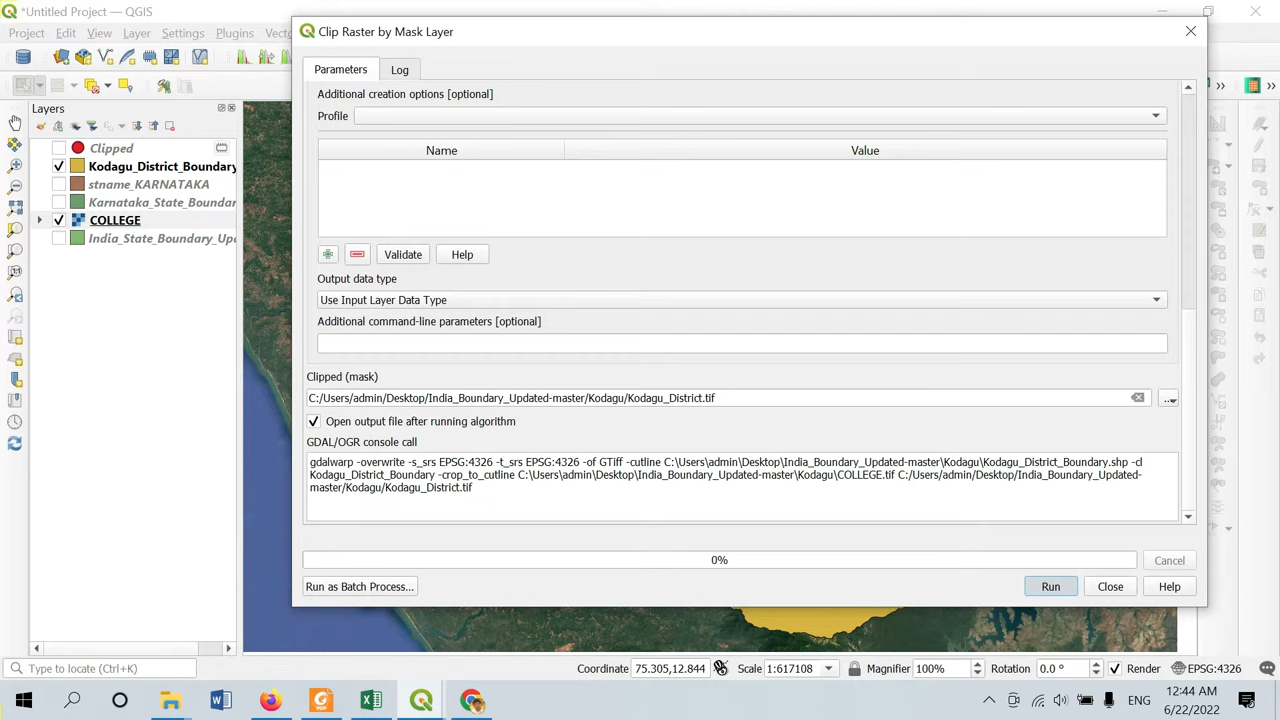 *Untitled Project — QGIS
Project Edit View Layer Settings Plugins Vect
Clip Raster by Mask Layer
Parameters Log
Additional creation options [optional]
Profile
Name Value
Validate Help
Output data type
Use Input Layer Data Type
Additional command-line parameters [optional]
Clipped (mask)
C:/Users/admin/Desktop/India_Boundary_Updated-master/Kodagu/Kodagu_District.tif
...
Open output file after running algorithm
GDAL/OGR console call
gdalwarp -overwrite -s_srs EPSG:4326 -t_srs EPSG:4326 -of GTiff -cutline C:\Users\admin\Desktop\India_Boundary_Updated-master\Kodagu\Kodagu_District_Boundary.shp -cl
Kodagu_District_Boundary -crop_to_cutline C:\Users\admin\Desktop\India_Boundary_Updated-master\Kodagu\COLLEGE.tif C:/Users/admin/Desktop/India_Boundary_Updated-
master/Kodagu/Kodagu_District.tif
0% Cancel
Run as Batch Process... Run Close Help
Layers
Clipped
Kodagu_District_Boundary
stname_KARNATAKA
Karnataka_State_Boundar
COLLEGE
India_State_Boundary_Up
Type to locate (Ctrl+K) Coordinate 75.305,12.844 Scale 1:617108 Magnifier 100% Rotation 0.0 ° Render EPSG:4326
ENG
12:44 AM
6/22/2022